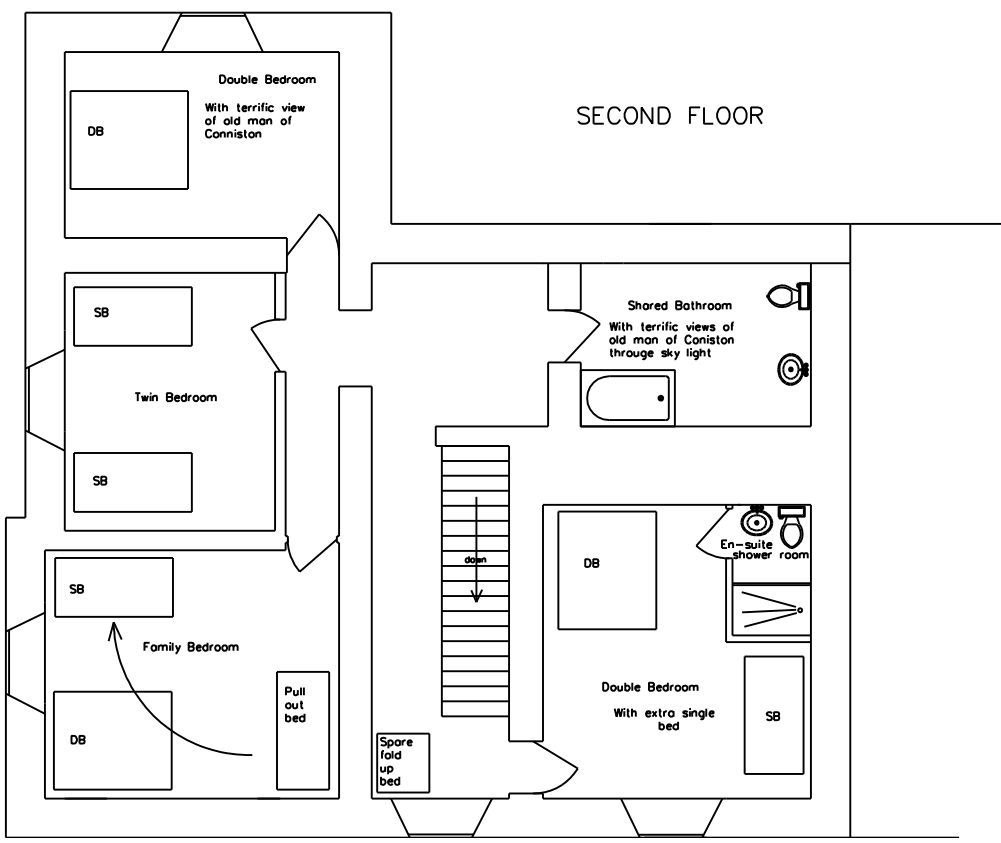 Double Bedroom
With terrific view
of old man of
Conniston
DB
SECOND FLOOR
SB
Twin Bedroom
SB
Shared Bathroom
With terrific views of
old man of Coniston
througe sky light
down
DB
En-suite
shower room
SB
Family Bedroom
DB
Pull
out
bed
Spare
fold
up
bed
Double Bedroom
With extra single
bed
SB